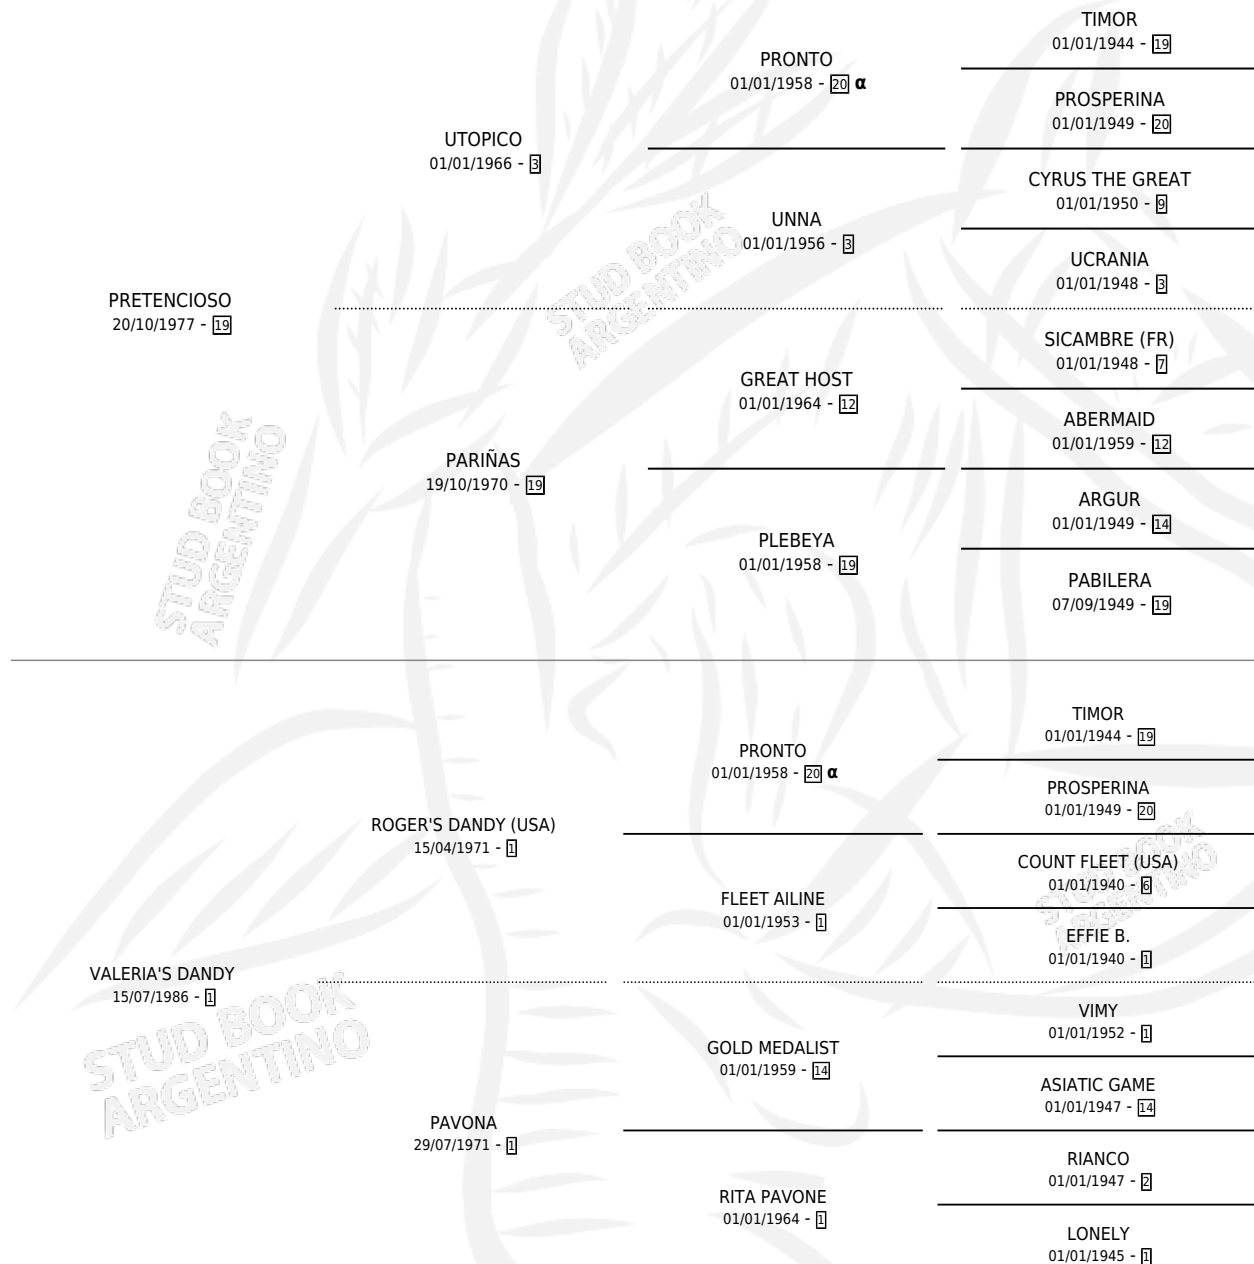 TIMOR
01/01/1944 - 19
PRONTO
01/01/1958 - 20 α
PROSPERINA
01/01/1949 - 20
UTOPICO
01/01/1966 - 3
CYRUS THE GREAT
01/01/1950 - 9
UNNA
01/01/1956 - 3
UCRANIA
01/01/1948 - 3
PRETENCIOSO
20/10/1977 - 19
STUD BOOK
ARGENTINO
SICAMBRE (FR)
01/01/1948 - 7
GREAT HOST
01/01/1964 - 12
ABERMAID
01/01/1959 - 12
PARIÑAS
19/10/1970 - 19
ARGUR
01/01/1949 - 14
PLEBEYA
01/01/1958 - 19
PABILERA
07/09/1949 - 19
STUD BOOK
ARGENTINO
TIMOR
01/01/1944 - 19
PRONTO
01/01/1958 - 20 α
PROSPERINA
01/01/1949 - 20
ROGER'S DANDY (USA)
15/04/1971 - 1
COUNT FLEET (USA)
01/01/1940 - 6
FLEET AILINE
01/01/1953 - 1
EFFIE B.
01/01/1940 - 1
STUD BOOK
ARGENTINO
VALERIA'S DANDY
15/07/1986 - 1
VIMY
01/01/1952 - 1
GOLD MEDALIST
01/01/1959 - 14
ASIATIC GAME
01/01/1947 - 14
STUD BOOK
ARGENTINO
PAVONA
29/07/1971 - 1
RIANCO
01/01/1947 - 2
RITA PAVONE
01/01/1964 - 1
LONELY
01/01/1945 - 1